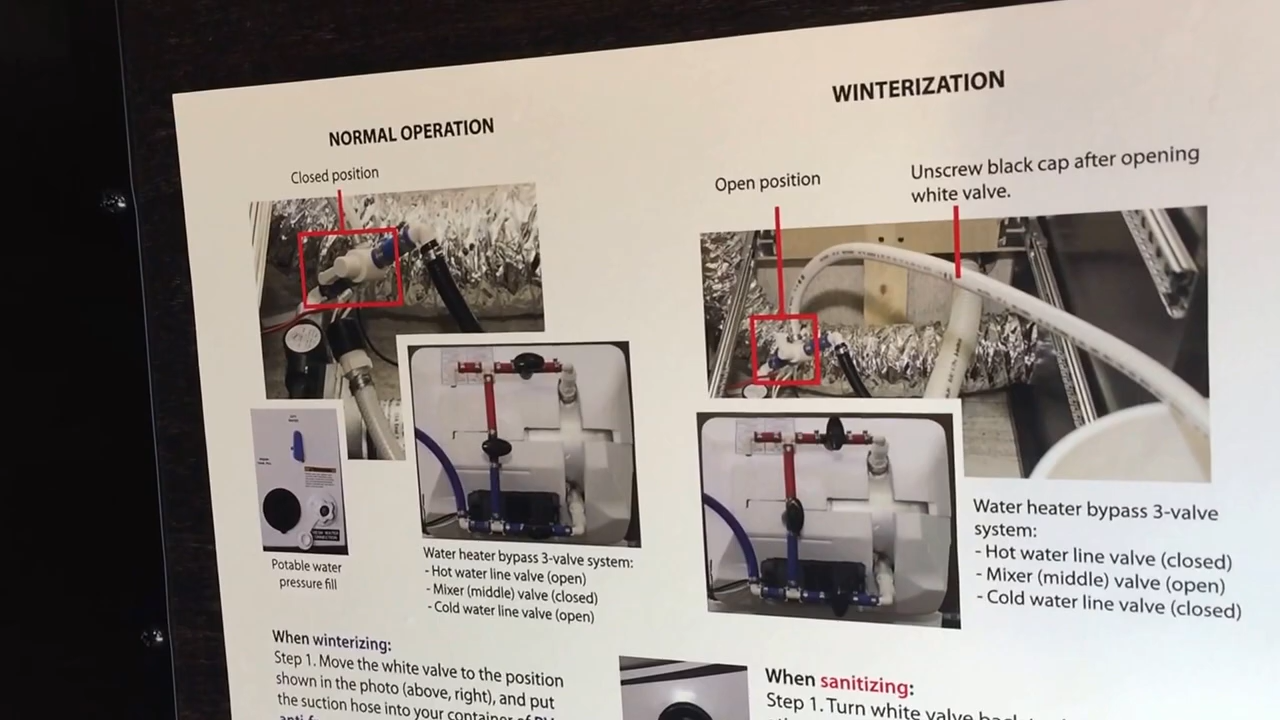 NORMAL OPERATION
Closed position
Potable water
pressure fill
Water heater bypass 3-valve system:
- Hot water line valve (open)
- Mixer (middle) valve (closed)
- Cold water line valve (open)
WINTERIZATION
Open position
Unscrew black cap after opening
white valve.
Water heater bypass 3-valve
system:
- Hot water line valve (closed)
- Mixer (middle) valve (open)
- Cold water line valve (closed)
When winterizing:
Step 1. Move the white valve to the position
shown in the photo (above, right), and put
the suction hose into your container of
When sanitizing:
Step 1. Turn white valve